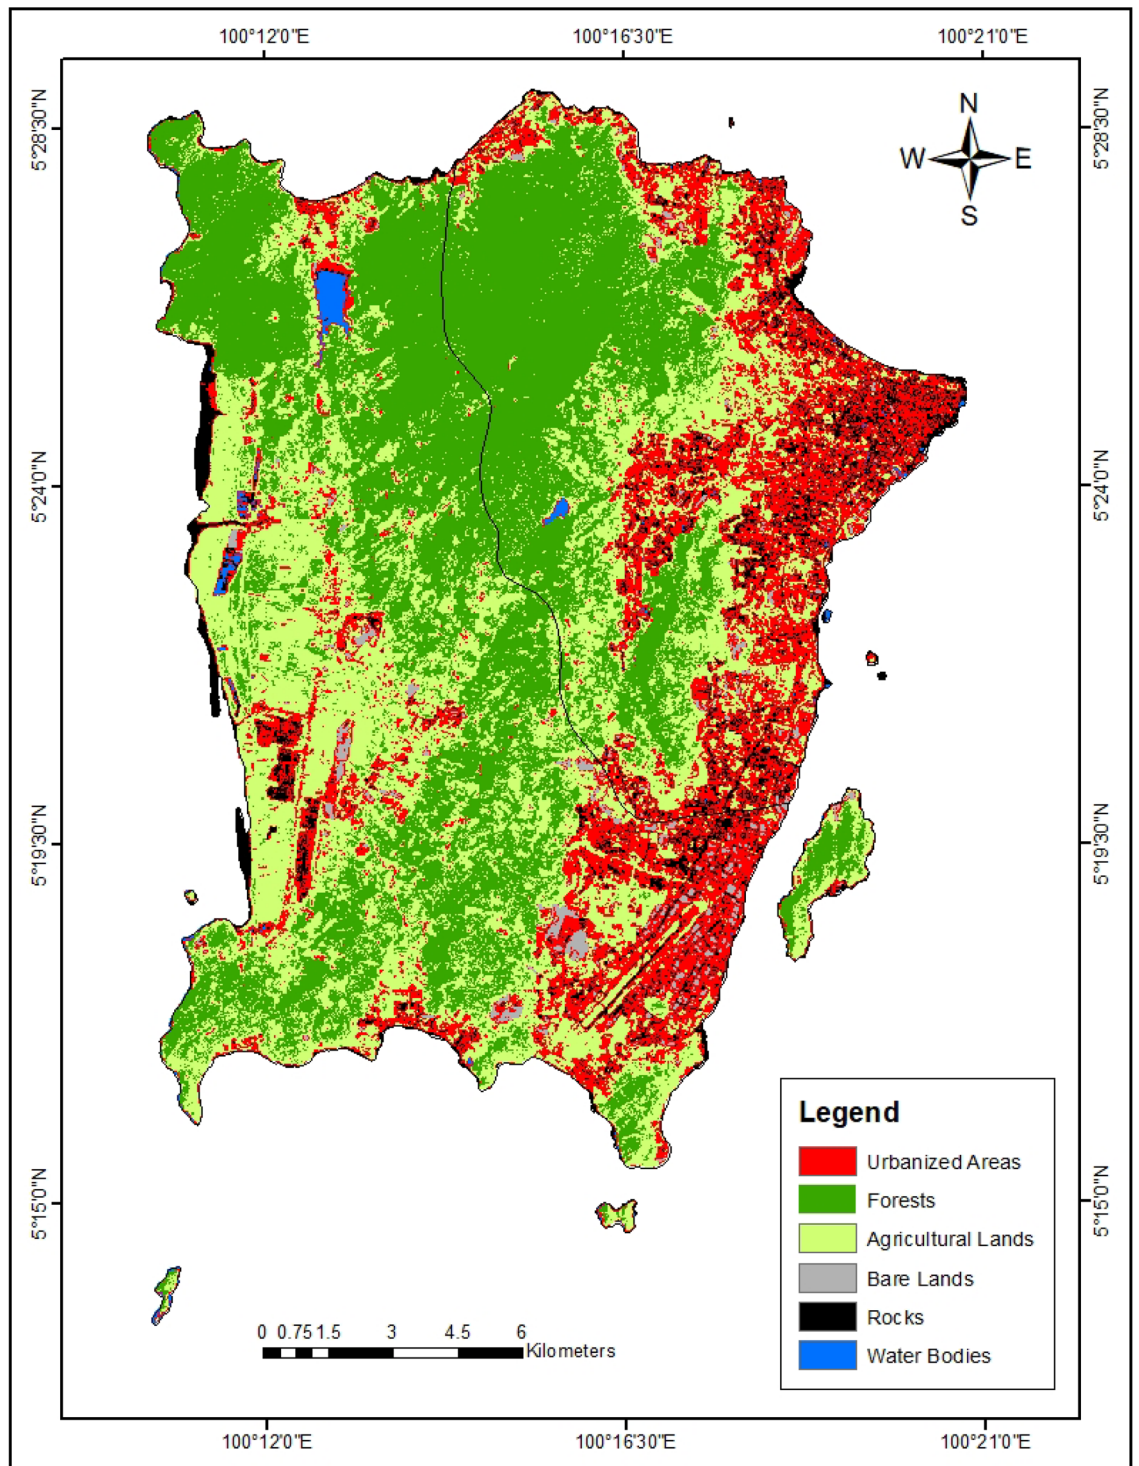 100°12'0"E 100°16'30"E 100°21'0"E
5°28'30"N 5°28'30"N
N
W E
S
5°24'0"N 5°24'0"N
5°19'30"N 5°19'30"N
Legend
Urbanized Areas
Forests
Agricultural Lands
Bare Lands
Rocks
Water Bodies
5°15'0"N 5°15'0"N
0 0.75 1.5 3 4.5 6
Kilometers
100°12'0"E 100°16'30"E 100°21'0"E